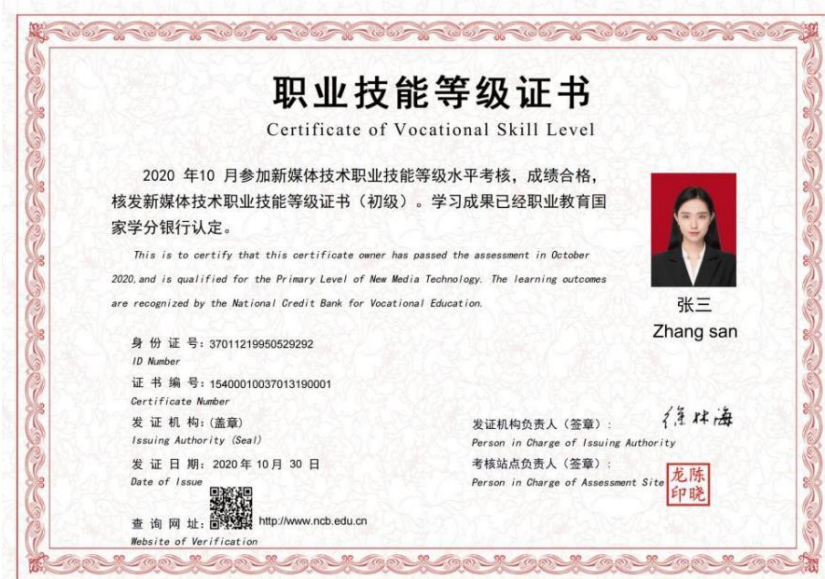 职业技能等级证书
Certificate of Vocational Skill Level
2020 年10 月参加新媒体技术职业技能等级水平考核，成绩合格，
核发新媒体技术职业技能等级证书（初级）。学习成果已经职业教育国
家学分银行认定。
This is to certify that this certificate owner has passed the assessment in October
2020,and is qualified for the Primary Level of New Media Technology. The learning outcomes
are recognized by the National Credit Bank for Vocational Education.
张三
Zhang san
身 份 证 号: 37011219950529292
ID Number
证 书 编 号: 15400010037013190001
Certificate Number
发 证 机 构: (盖章)
Issuing Authority (Seal)
发 证 日 期: 2020 年 10 月 30 日
Date of Issue
查 询 网 址: http://www.ncb.edu.cn
Website of Verification
发证机构负责人（签章）: 徐林海
Person in Charge of Issuing Authority
考核站点负责人（签章）:
Person in Charge of Assessment Site
陈晓
龙印